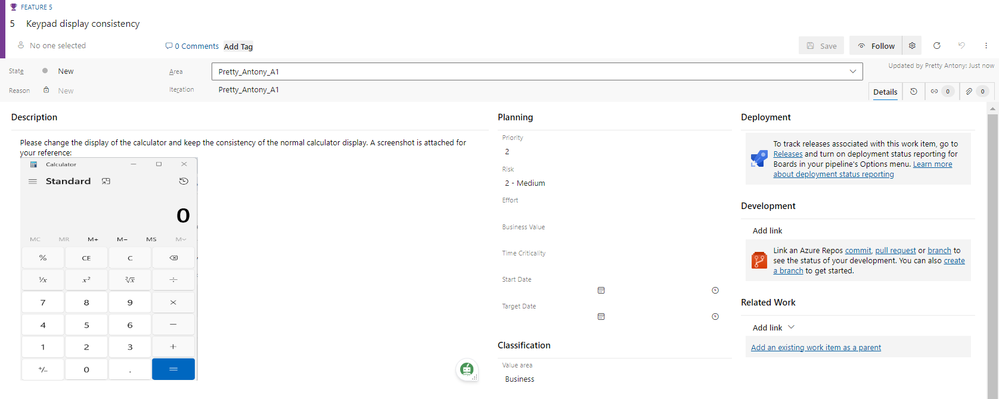 FEATURE 5
5 Keypad display consistency
No one selected
0 Comments Add Tag
Save Follow
State New
Area Pretty_Antony_A1
Updated by Pretty Antony: Just now
Reason New
Iteration Pretty_Antony_A1
Details 0 0
Description
Please change the display of the calculator and keep the consistency of the normal calculator display. A screenshot is attached for
your reference:
Calculator
Standard
0
MC MR M+ M− MS M
% CE C
¹/x x² ²√x ÷
7 8 9 ×
4 5 6 −
1 2 3 +
+/− 0 . =
Planning
Priority
2
Risk
2 - Medium
Effort
Business Value
Time Criticality
Start Date
Target Date
Classification
Value area
Business
Deployment
To track releases associated with this work item, go to
Releases and turn on deployment status reporting for
Boards in your pipeline's Options menu. Learn more
about deployment status reporting
Development
Add link
Link an Azure Repos commit, pull request or branch to
see the status of your development. You can also create
a branch to get started.
Related Work
Add link
Add an existing work item as a parent